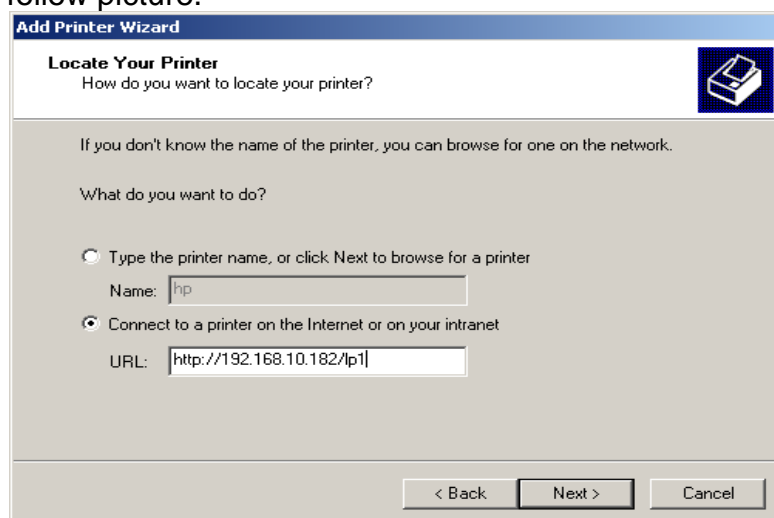 follow picture.
Add Printer Wizard
Locate Your Printer
How do you want to locate your printer?
If you don't know the name of the printer, you can browse for one on the network.
What do you want to do?
Type the printer name, or click Next to browse for a printer
Name: hp
Connect to a printer on the Internet or on your intranet
URL: http://192.168.10.182/lp1
< Back Next > Cancel